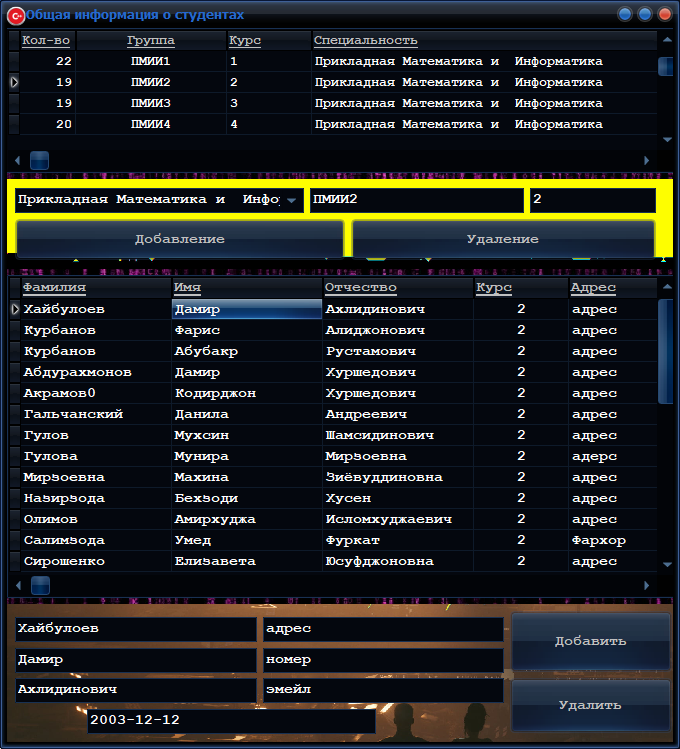 Общая информация о студентах
Кол-во Группа Курс Специальность
22 ПМИИ1 1 Прикладная Математика и Информатика
19 ПМИИ2 2 Прикладная Математика и Информатика
19 ПМИИ3 3 Прикладная Математика и Информатика
20 ПМИИ4 4 Прикладная Математика и Информатика
Прикладная Математика и Инфо ПМИИ2 2
Добавление Удаление
Фамилия Имя Отчество Курс Адрес
Хайбулоев Дамир Ахлидинович 2 адрес
Курбанов Фарис Алиджонович 2 адрес
Курбанов Абубакр Рустамович 2 адрес
Абдурахмонов Дамир Хуршедович 2 адрес
Акрамов0 Кодирджон Хуршедович 2 адрес
Гальчанский Данила Андреевич 2 адрес
Гулов Мухсин Шамсидинович 2 адрес
Гулова Мунира Мирзоевна 2 адерс
Мирзоевна Махина Зиёвуддиновна 2 адрес
Назирзода Бехзоди Хусен 2 адрес
Олимов Амирхуджа Исломхуджаевич 2 адрес
Салимзода Умед Фуркат 2 Фархор
Сирошенко Елизавета Юсуфджоновна 2 адрес
Хайбулоев адрес Добавить
Дамир номер
Ахлидинович эмейл Удалить
2003-12-12